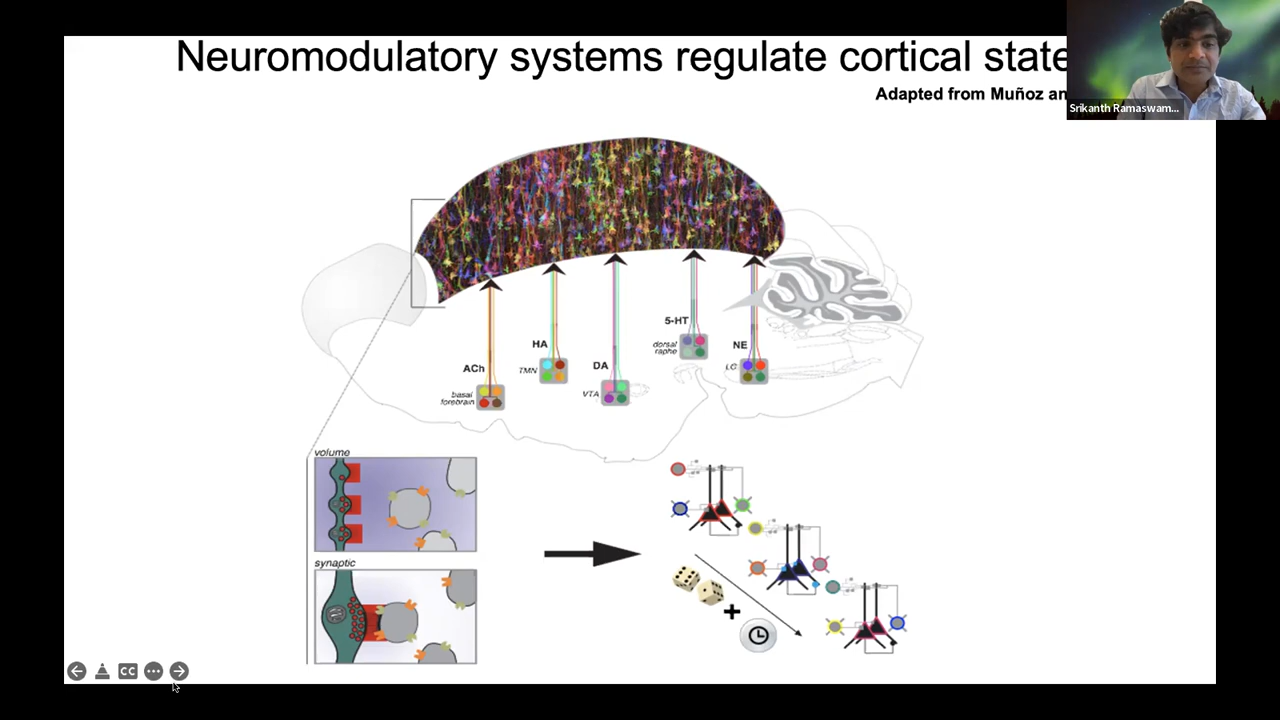 Neuromodulatory systems regulate cortical state
Adapted from Muñoz an
Srikanth Ramaswam...
5-HT
dorsal
raphe
HA
TMN
NE
LC
ACh
basal
forebrain
DA
VTA
volume
synaptic
CC